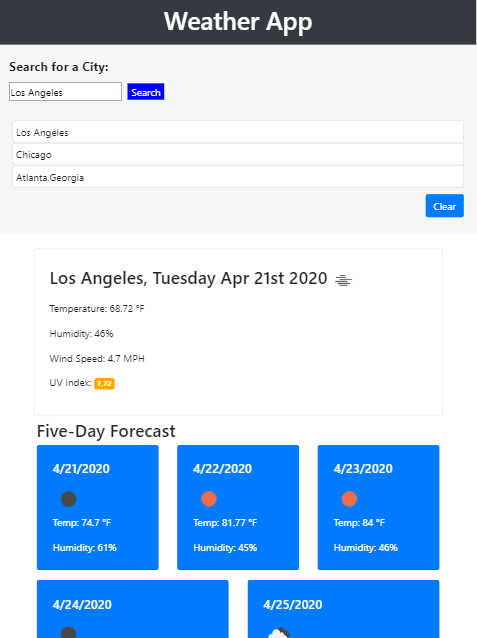 Weather App
Search for a City:
Los Angeles Search
Los Angeles
Chicago
Atlanta,Georgia
Clear
Los Angeles, Tuesday Apr 21st 2020
Temperature: 68.72 °F
Humidity: 46%
Wind Speed: 4.7 MPH
UV Index: 7.72
Five-Day Forecast
4/21/2020
Temp: 74.7 °F
Humidity: 61%
4/22/2020
Temp: 81.77 °F
Humidity: 45%
4/23/2020
Temp: 84 °F
Humidity: 46%
4/24/2020
4/25/2020